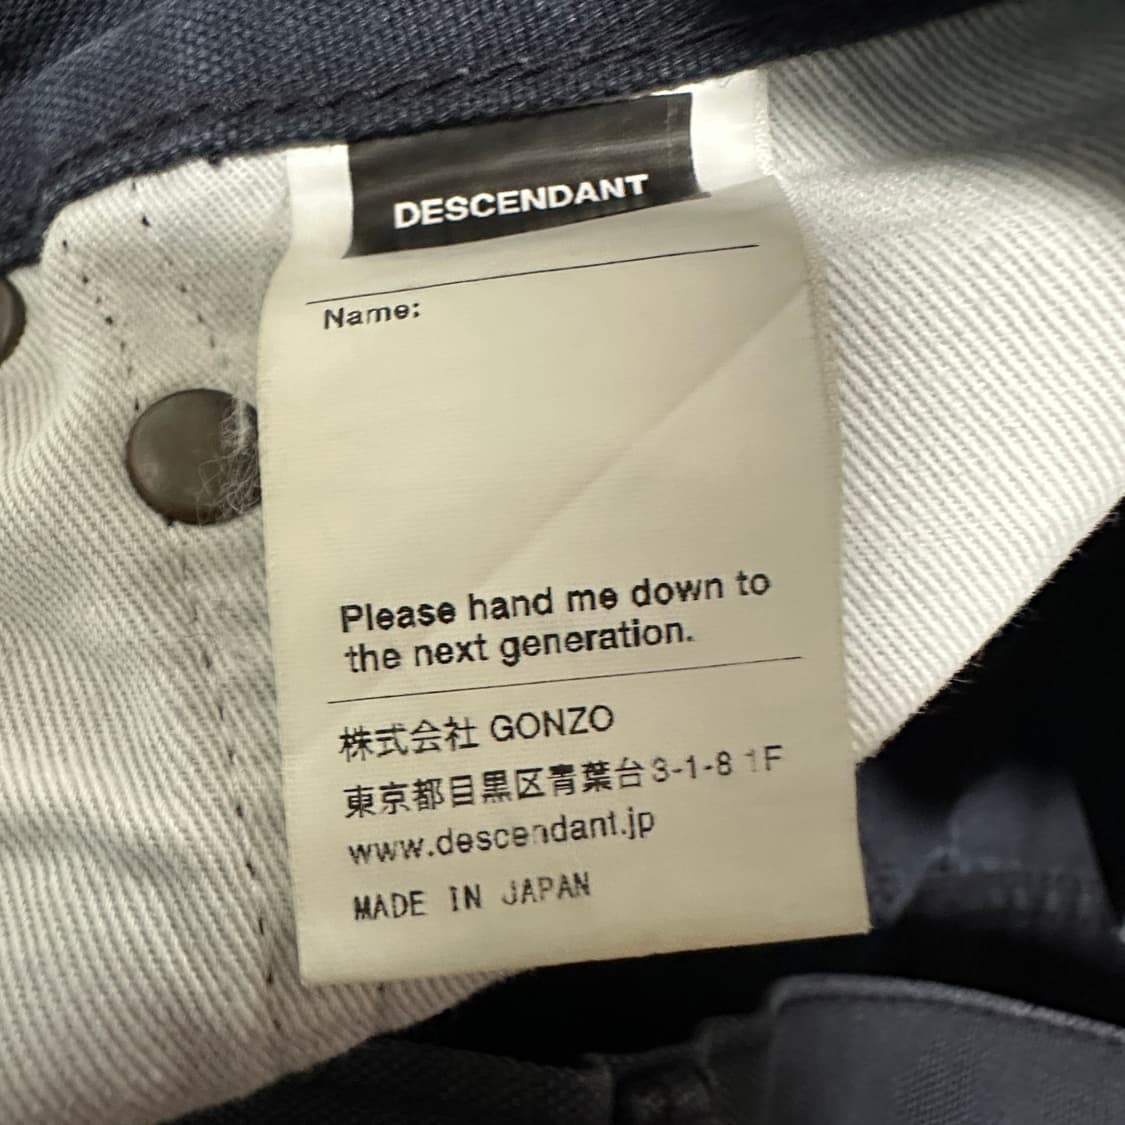 DESCENDANT
Name:
Please hand me down to
the next generation.
株式会社 GONZO
東京都目黒区青葉台3-1-8 1F
www.descendant.jp
MADE IN JAPAN